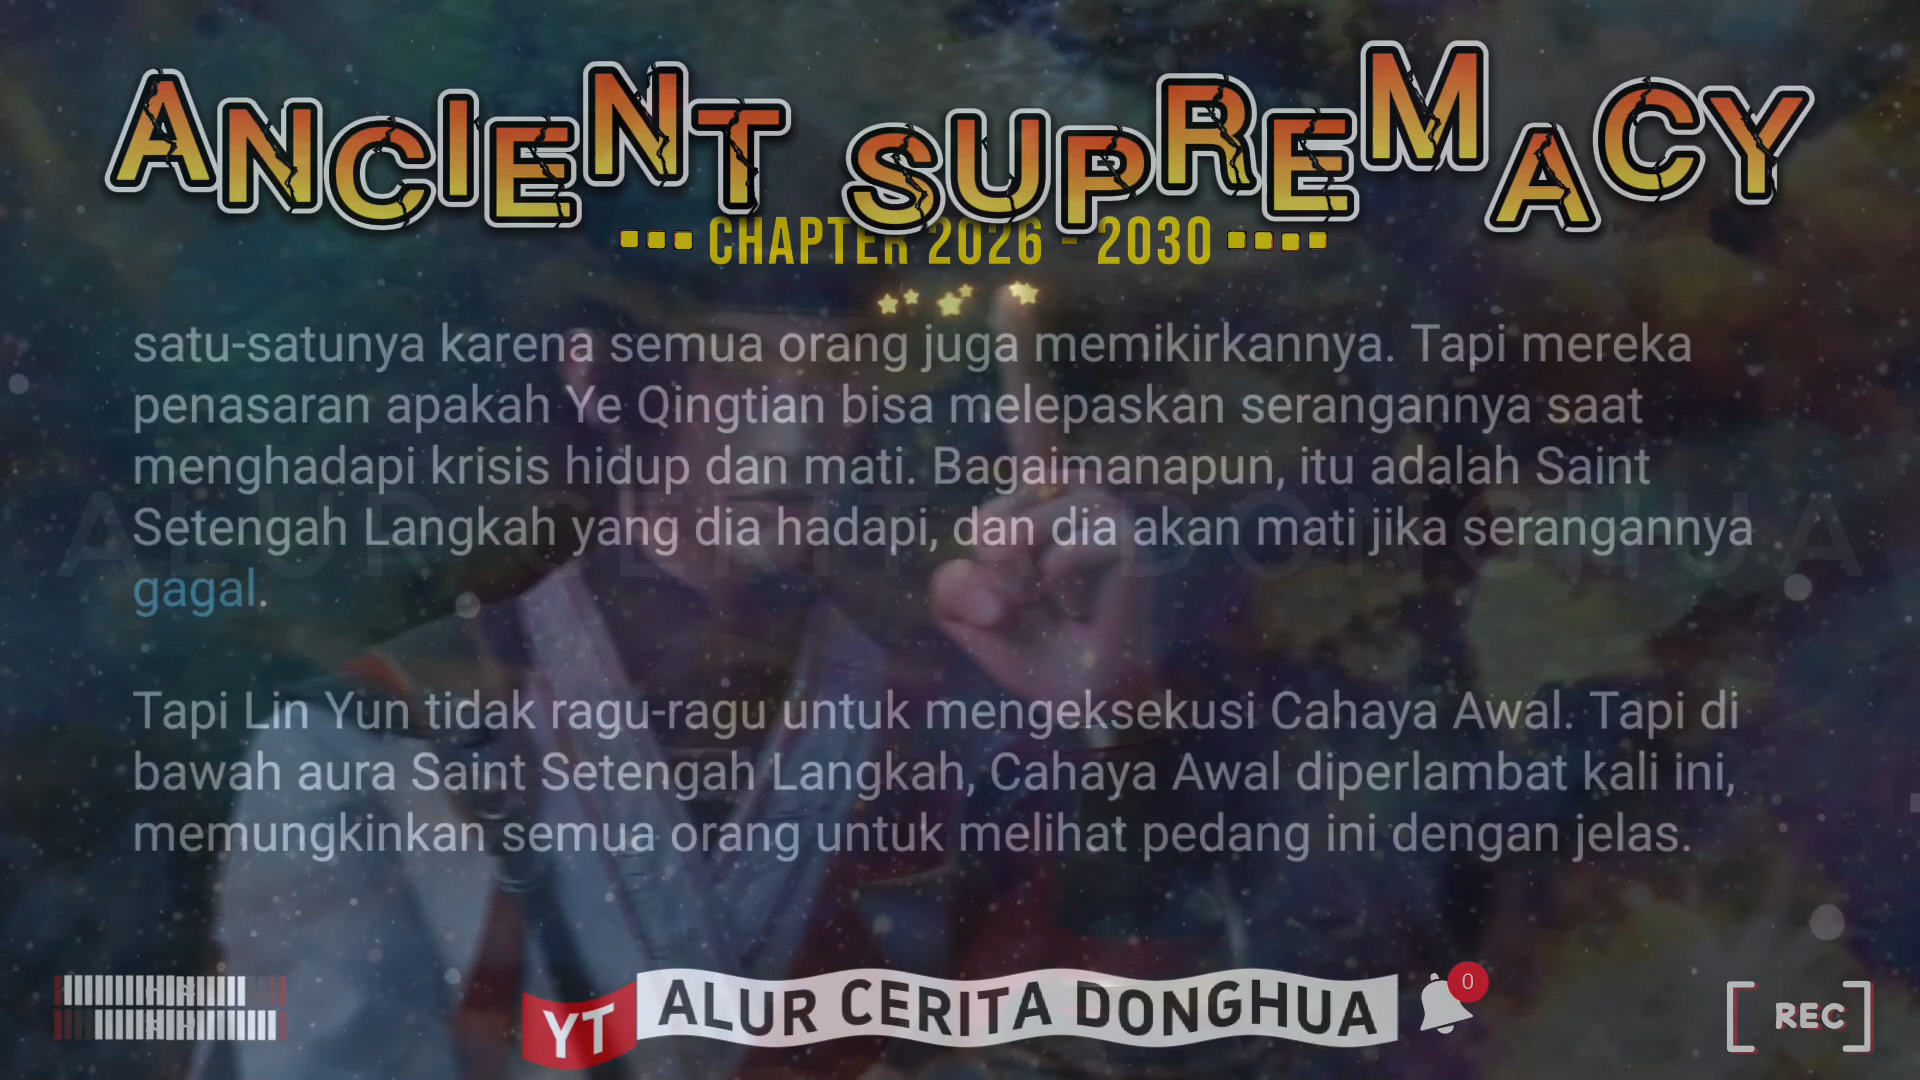 ANCIENT SUPREMACY
CHAPTER 2026 - 2030
satu-satunya karena semua orang juga memikirkannya. Tapi mereka
penasaran apakah Ye Qingtian bisa melepaskan serangannya saat
menghadapi krisis hidup dan mati. Bagaimanapun, itu adalah Saint
Setengah Langkah yang dia hadapi, dan dia akan mati jika serangannya
gagal.
ALUR CERITA DONGHUA
Tapi Lin Yun tidak ragu-ragu untuk mengeksekusi Cahaya Awal. Tapi di
bawah aura Saint Setengah Langkah, Cahaya Awal diperlambat kali ini,
memungkinkan semua orang untuk melihat pedang ini dengan jelas.
YT ALUR CERITA DONGHUA 0
REC